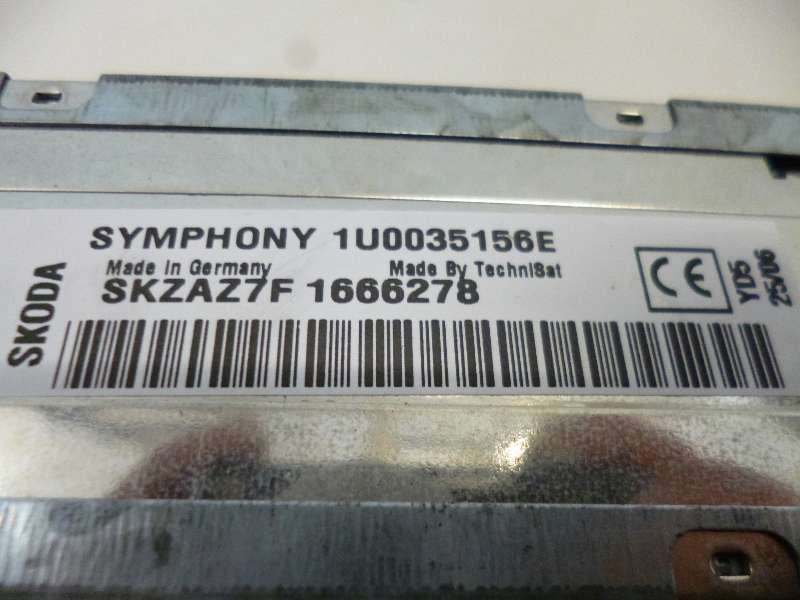 SKODA
SYMPHONY 1U0035156E
Made in Germany Made By TechniSat
SKZAZ7F 1666278
CE
YD5
25/06